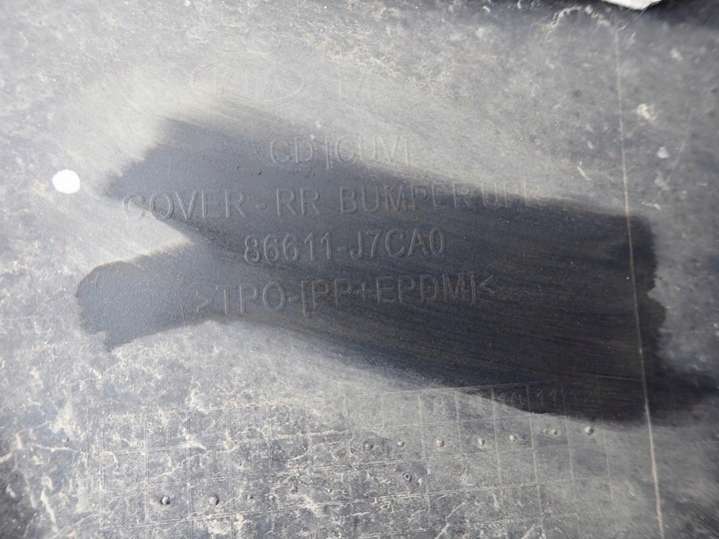 CD [CUV]
COVER - RR BUMPER UPR
86611-J7CA0
>TPO-[PP+EPDM]<